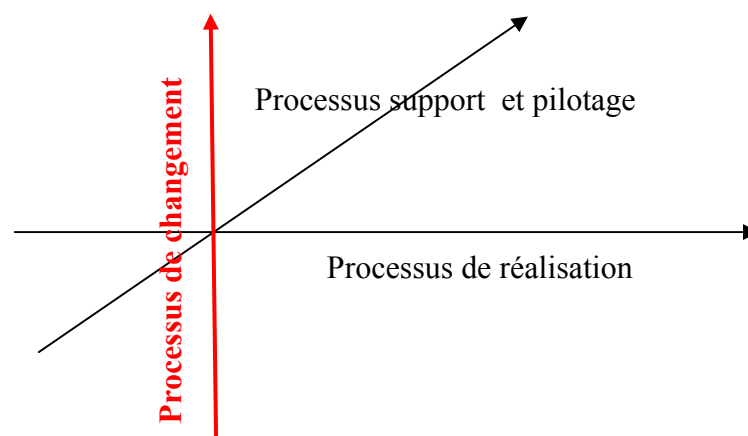 Processus support et pilotage
Processus de changement
Processus de réalisation